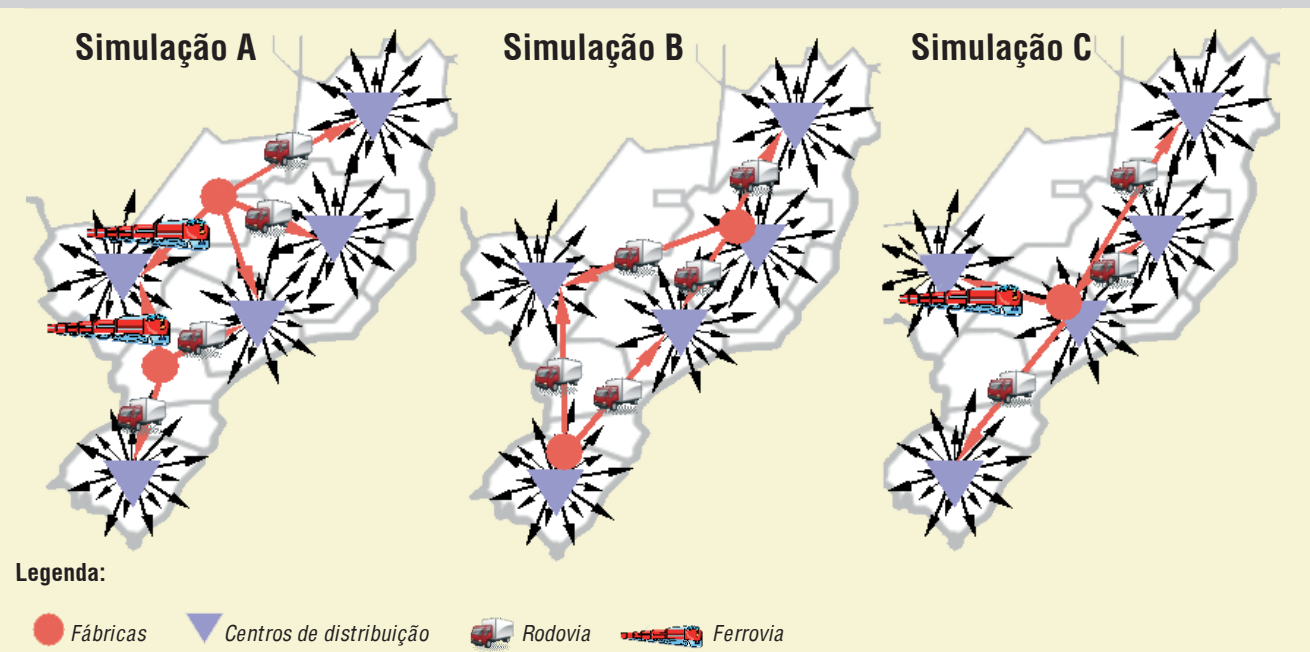 Simulação A
Simulação B
Simulação C
Legenda:
Fábricas
Centros de distribuição
Rodovia
Ferrovia